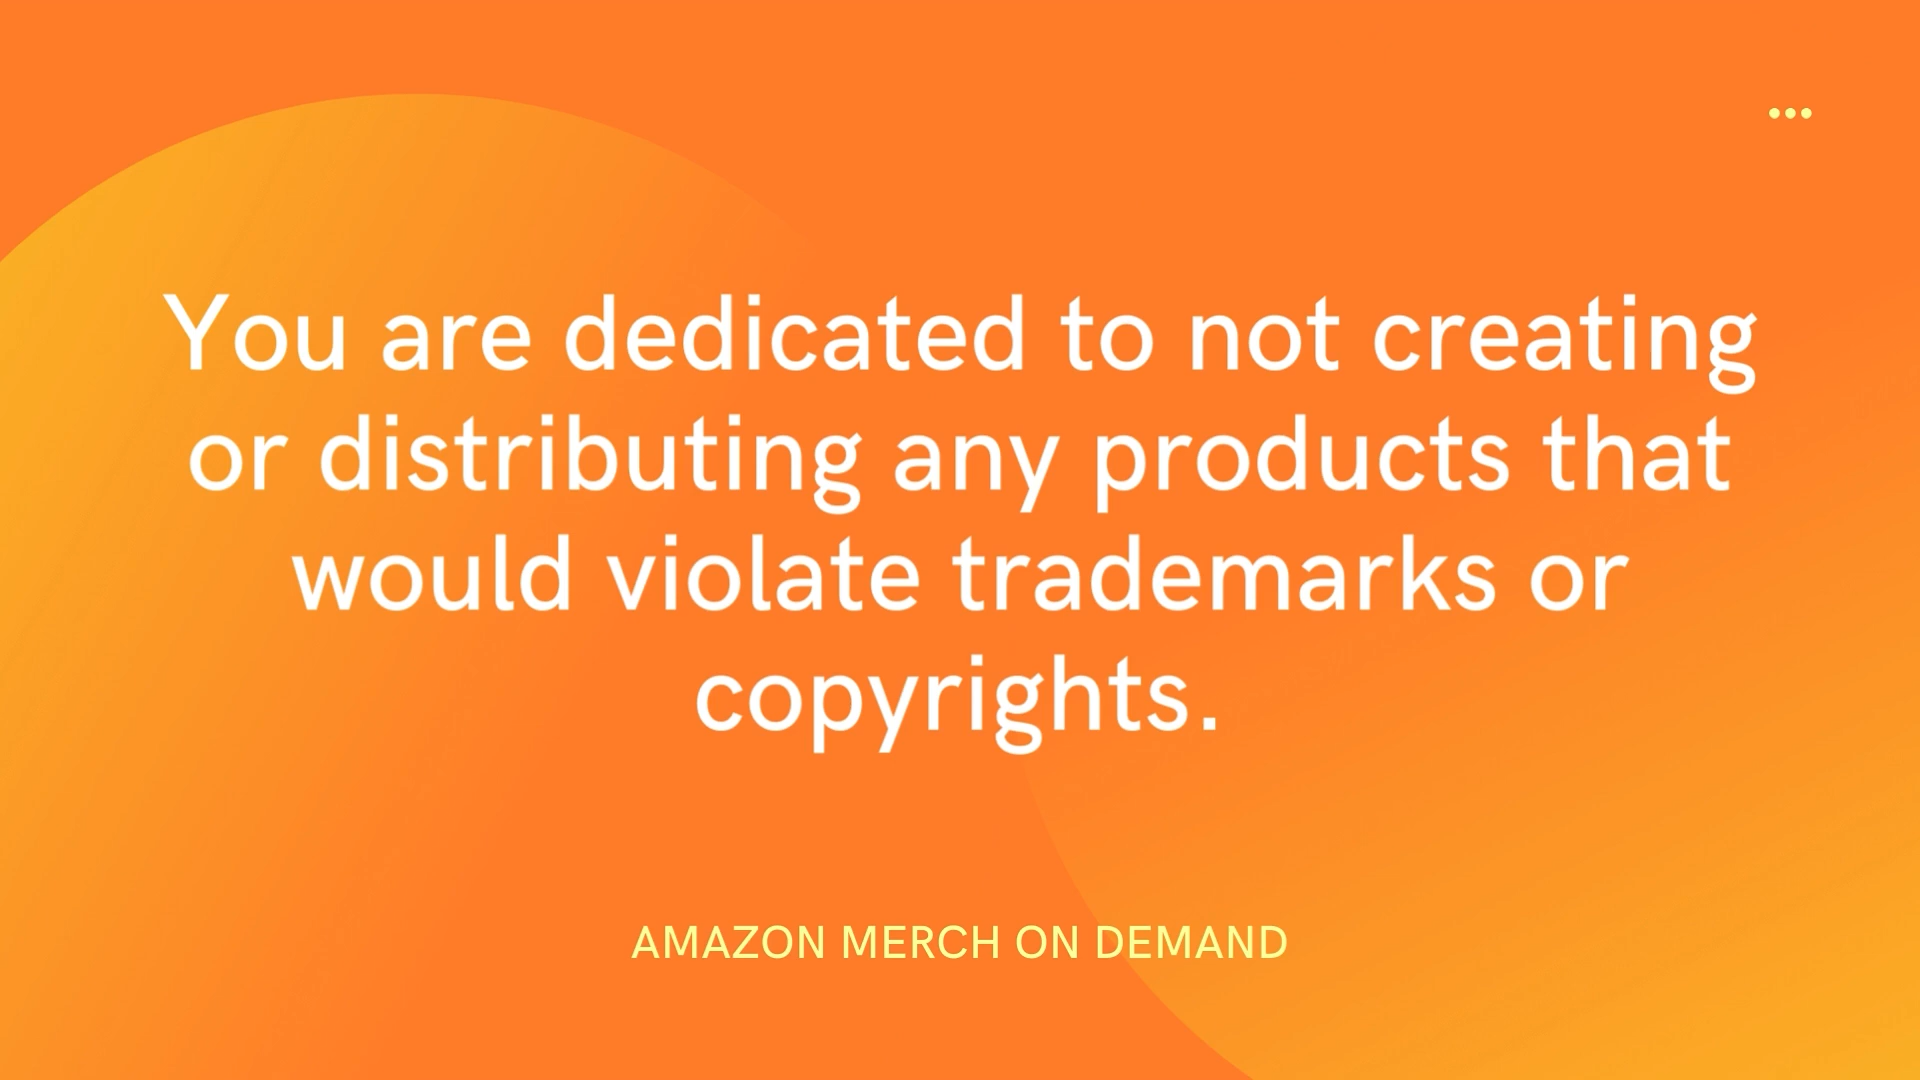 You are dedicated to not creating
or distributing any products that
would violate trademarks or
copyrights.
AMAZON MERCH ON DEMAND